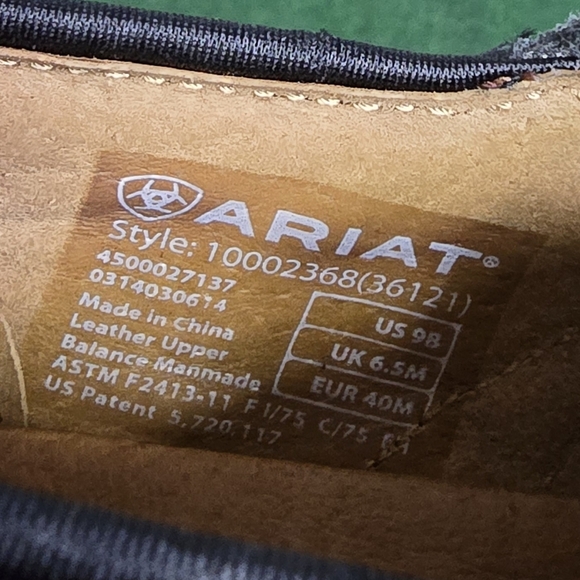 ARIAT®
Style: 10002368(36121)
4500027137
0314030614
Made in China
Leather Upper
Balance Manmade
ASTM F2413-11 F I/75 C/75
US Patent 5,720,117
US 9B
UK 6.5M
EUR 40M